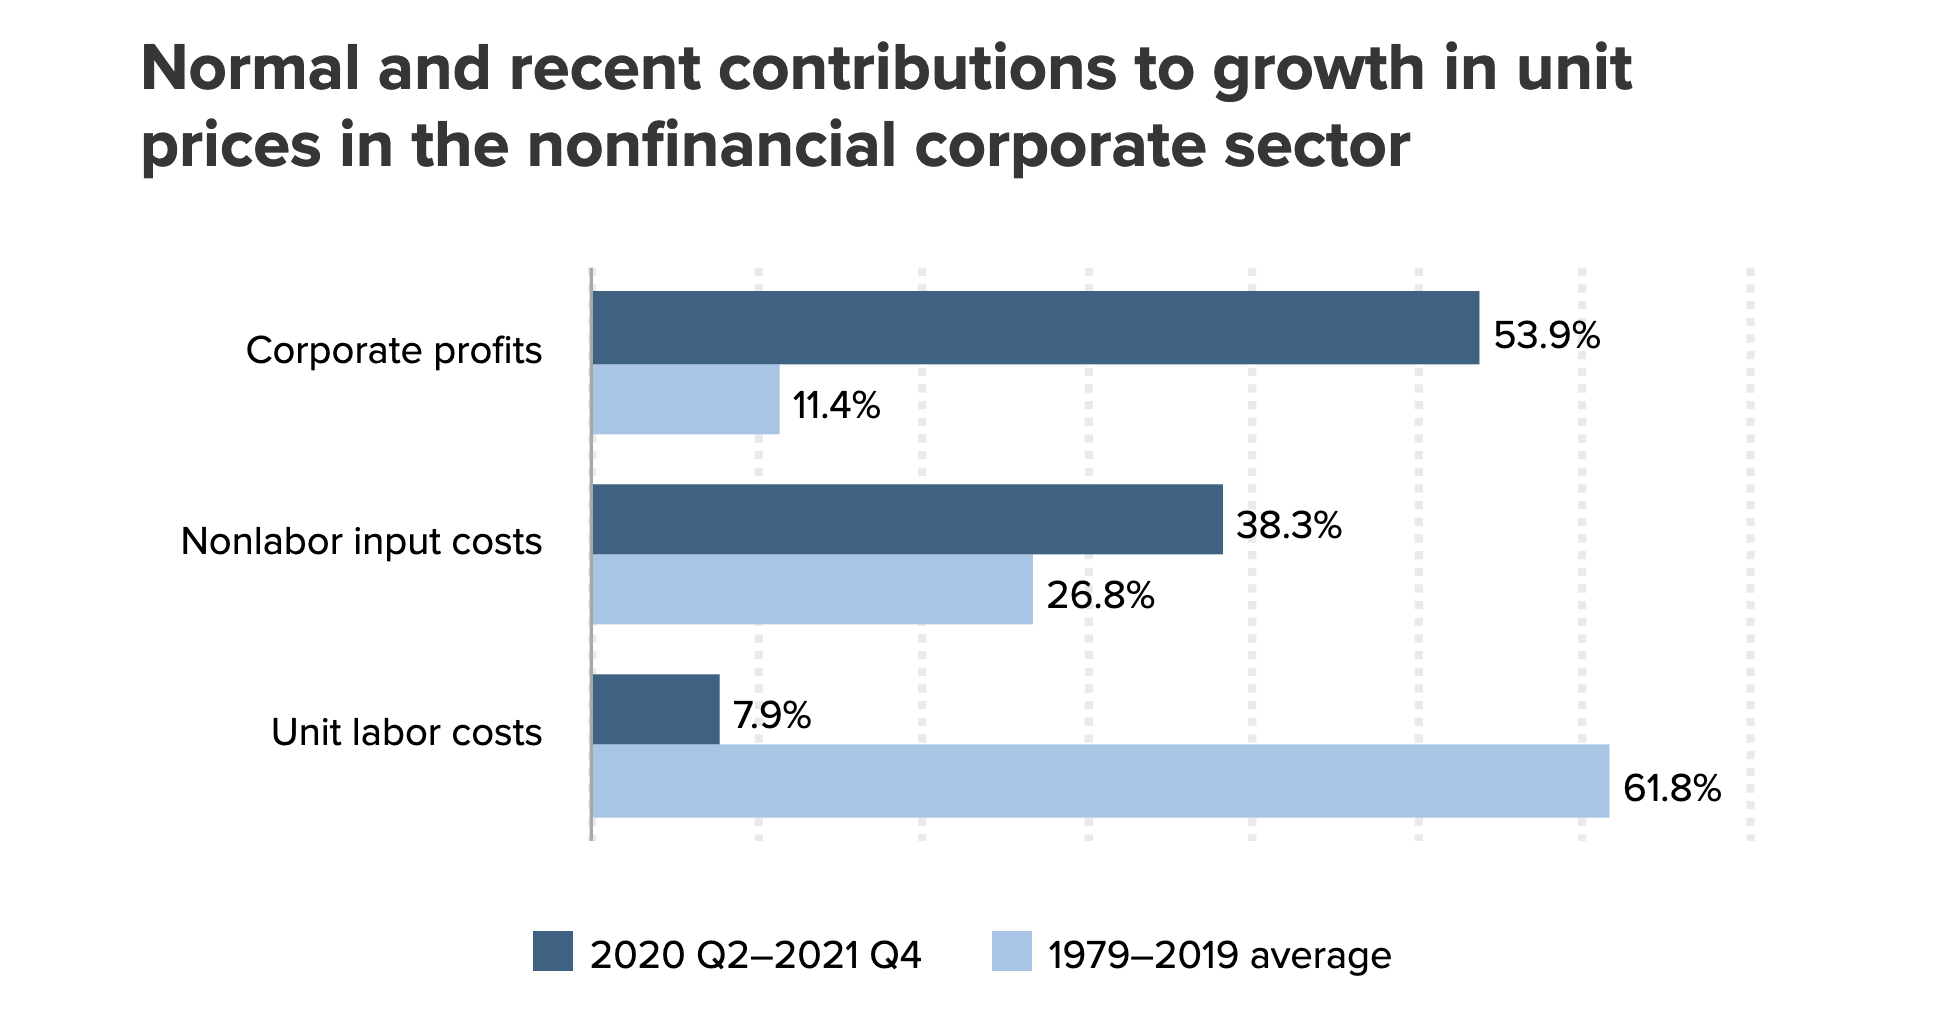 Normal and recent contributions to growth in unit
prices in the nonfinancial corporate sector
Corporate profits
53.9%
11.4%
Nonlabor input costs
38.3%
26.8%
Unit labor costs
7.9%
61.8%
2020 Q2–2021 Q4
1979–2019 average